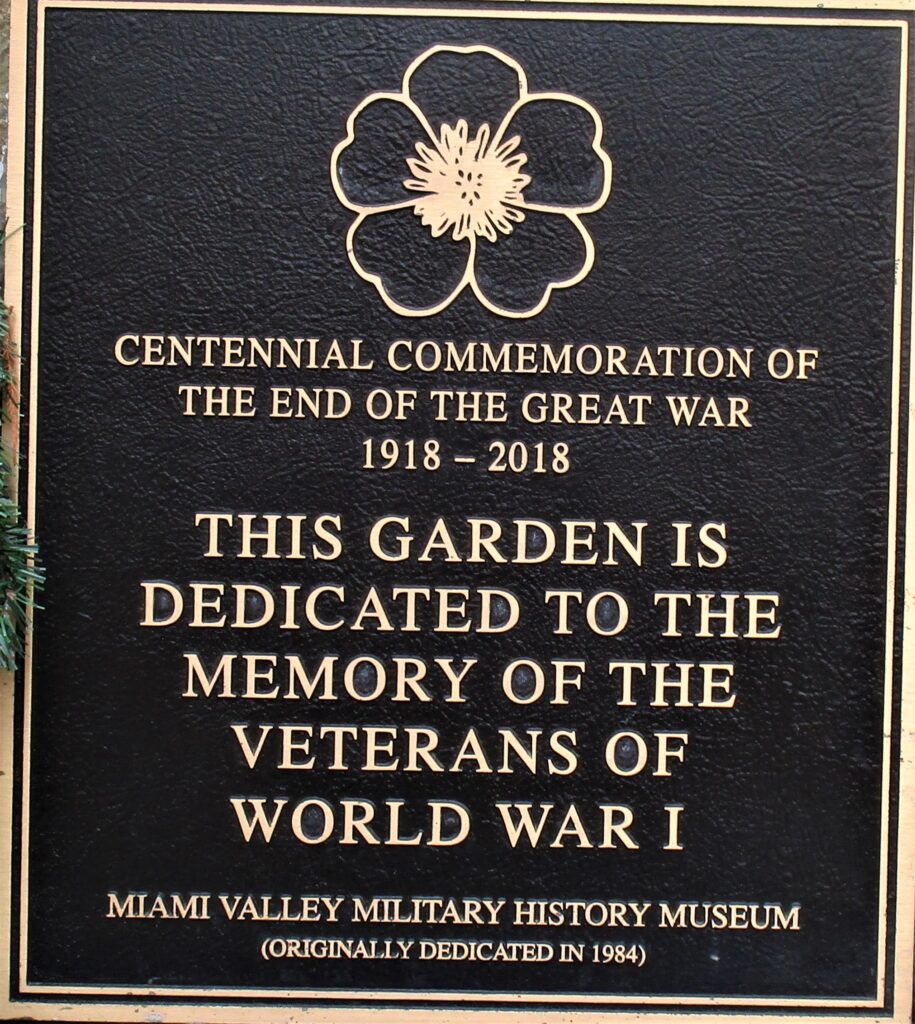 CENTENNIAL COMMEMORATION OF
THE END OF THE GREAT WAR
1918 – 2018
THIS GARDEN IS
DEDICATED TO THE
MEMORY OF THE
VETERANS OF
WORLD WAR I
MIAMI VALLEY MILITARY HISTORY MUSEUM
(ORIGINALLY DEDICATED IN 1984)